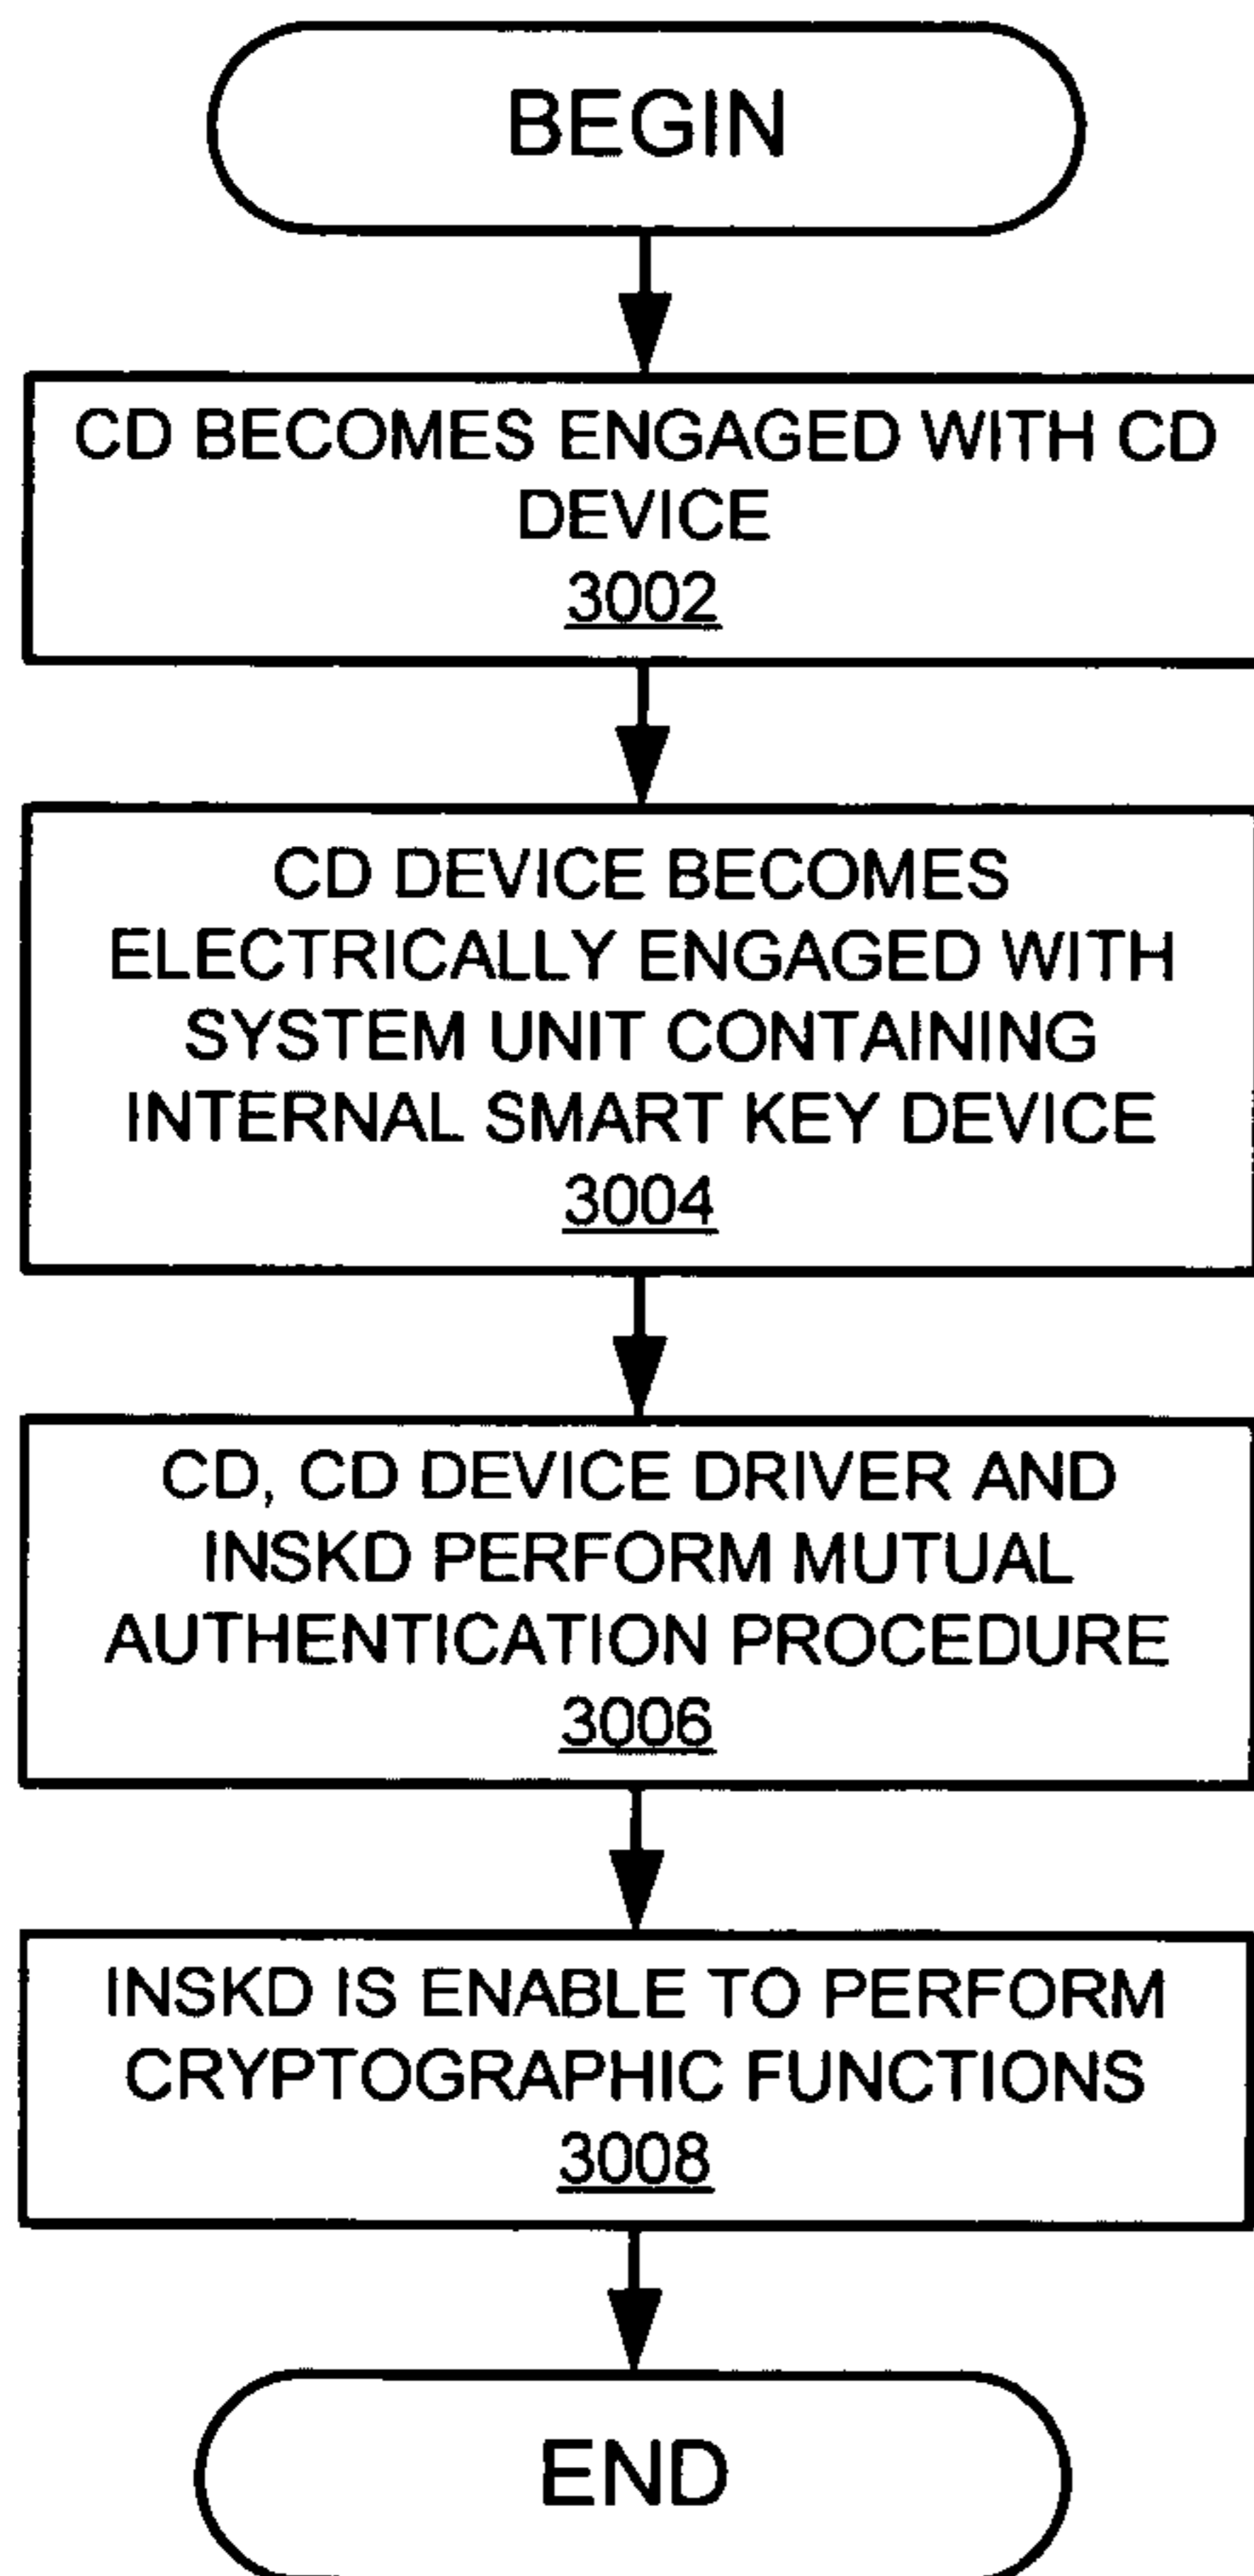 BEGIN
CD BECOMES ENGAGED WITH CD
DEVICE
3002
CD DEVICE BECOMES
ELECTRICALLY ENGAGED WITH
SYSTEM UNIT CONTAINING
INTERNAL SMART KEY DEVICE
3004
CD, CD DEVICE DRIVER AND
INSKD PERFORM MUTUAL
AUTHENTICATION PROCEDURE
3006
INSKD IS ENABLE TO PERFORM
CRYPTOGRAPHIC FUNCTIONS
3008
END